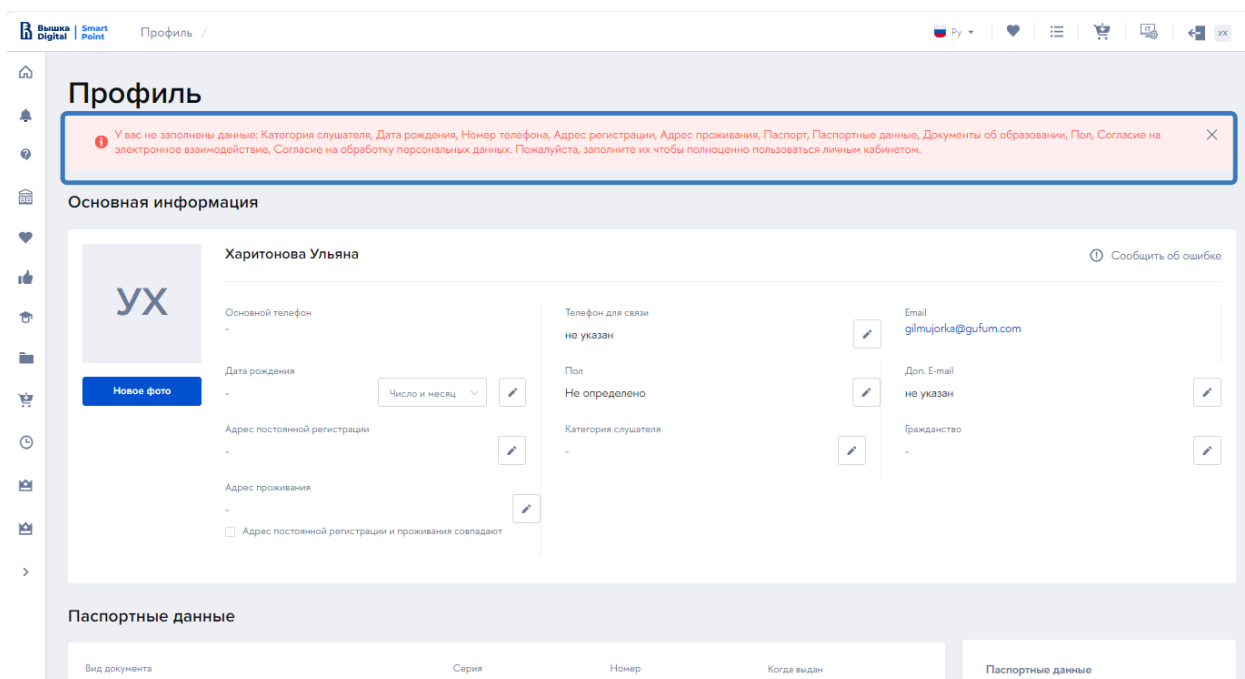 Вышка | Smart
Digital | Point
Профиль /
Ру
УХ
Профиль
У вас не заполнены данные: Категория слушателя, Дата рождения, Номер телефона, Адрес регистрации, Адрес проживания, Паспорт, Паспортные данные, Документы об образовании, Пол, Согласие на
электронное взаимодействие, Согласие на обработку персональных данных. Пожалуйста, заполните их чтобы полноценно пользоваться личным кабинетом.
Основная информация
УХ
Новое фото
Харитонова Ульяна
Сообщить об ошибке
Основной телефон
-
Телефон для связи
не указан
Email
gilmujorka@gufum.com
Дата рождения
-
Число и месяц
Пол
Не определено
Доп. E-mail
не указан
Адрес постоянной регистрации
-
Категория слушателя
-
Гражданство
-
Адрес проживания
-
Адрес постоянной регистрации и проживания совпадают
Паспортные данные
Вид документа
Серия
Номер
Когда выдан
Паспортные данные